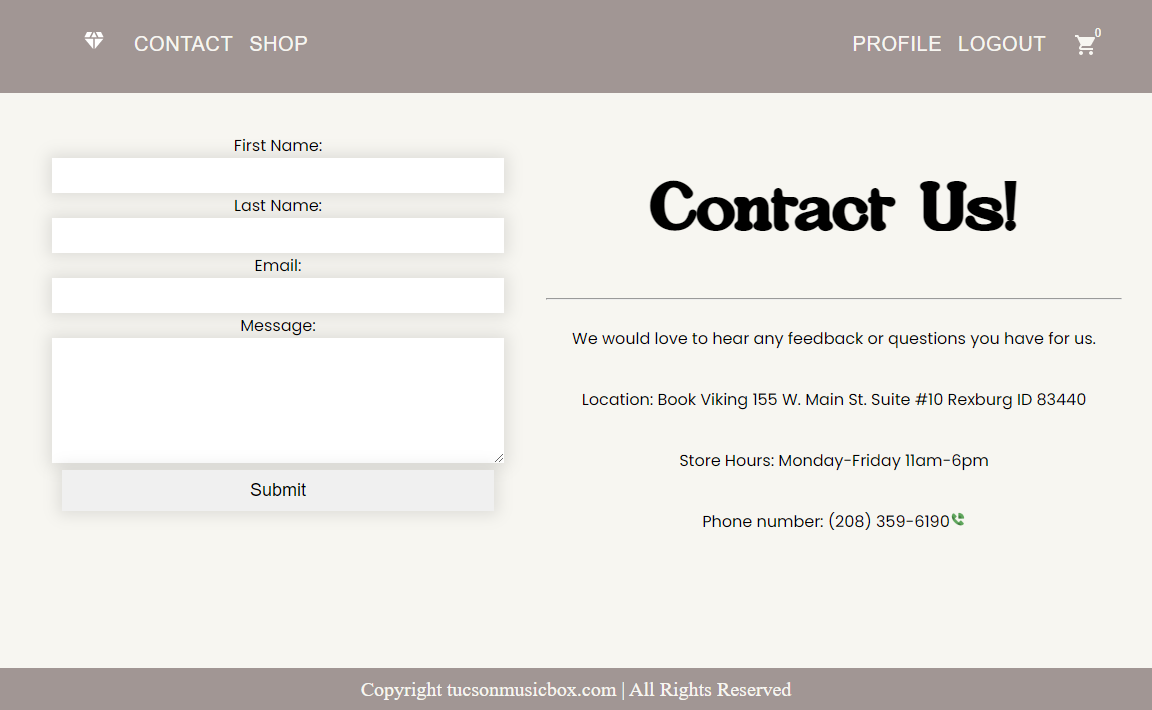 CONTACT SHOP PROFILE LOGOUT 0
First Name:
Last Name:
Email:
Message:
Submit
Contact Us!
We would love to hear any feedback or questions you have for us.
Location: Book Viking 155 W. Main St. Suite #10 Rexburg ID 83440
Store Hours: Monday-Friday 11am-6pm
Phone number: (208) 359-6190
Copyright tucsonmusicbox.com | All Rights Reserved